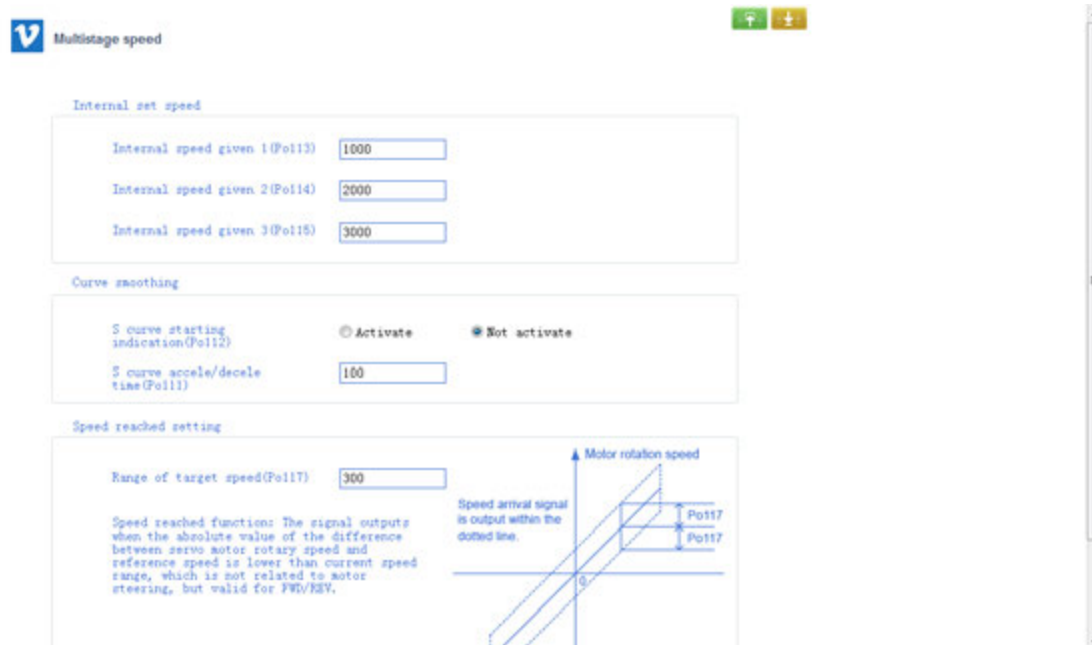 Multistage speed
Internal set speed
Internal speed given 1(Po113)
1000
Internal speed given 2(Po114)
2000
Internal speed given 3(Po115)
3000
Curve smoothing
S curve starting
indication(Po112)
Activate
Not activate
S curve accele/decele
time(Po111)
100
Speed reached setting
Range of target speed(Po117)
300
Speed reached function: The signal outputs
when the absolute value of the difference
between servo motor rotary speed and
reference speed is lower than current speed
range, which is not related to motor
steering, but valid for FWD/REV.
Motor rotation speed
Speed arrival signal
is output within the
dotted line.
Po117
Po117
0